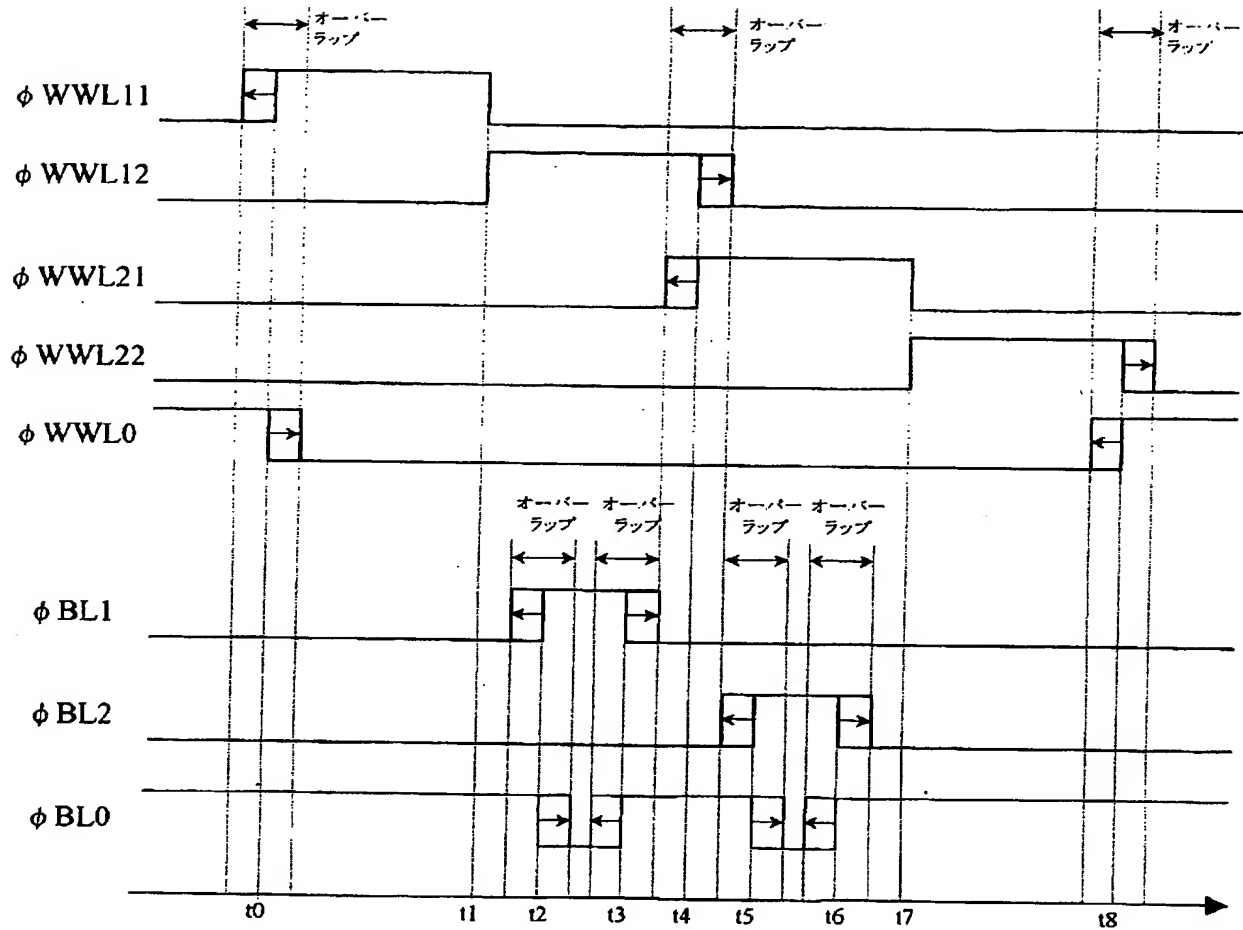 オーバー
ラップ
オーバー
ラップ
オーバー
ラップ
φ WWL11
φ WWL12
φ WWL21
φ WWL22
φ WWL0
オーバー
ラップ
オーバー
ラップ
オーバー
ラップ
オーバー
ラップ
φ BL1
φ BL2
φ BL0
t0 t1 t2 t3 t4 t5 t6 t7 t8